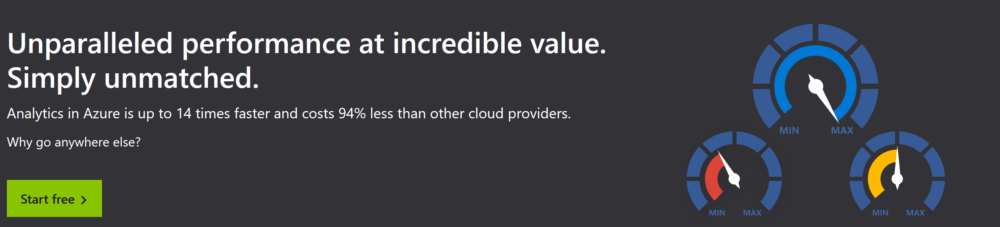 Unparalleled performance at incredible value.
Simply unmatched.
Analytics in Azure is up to 14 times faster and costs 94% less than other cloud providers.
Why go anywhere else?
Start free
MIN MAX
MIN MAX
MIN MAX